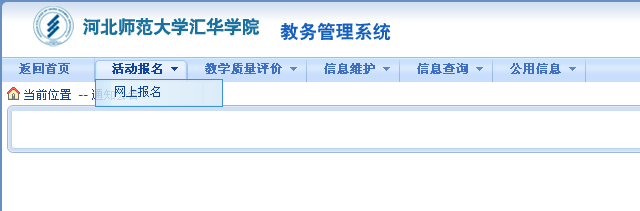 河北师范大学汇华学院 教务管理系统
返回首页 活动报名 教学质量评价 信息维护 信息查询 公用信息
网上报名
当前位置 -- 通知